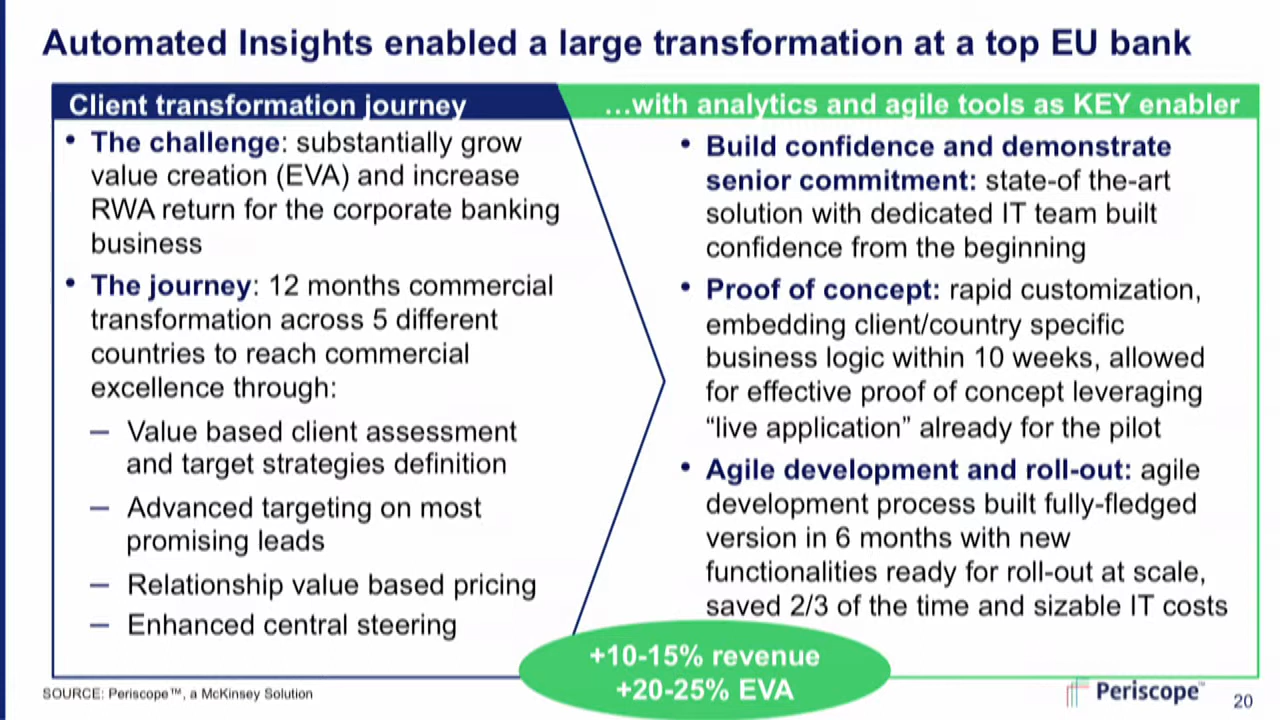 Automated Insights enabled a large transformation at a top EU bank
Client transformation journey
• The challenge: substantially grow
value creation (EVA) and increase
RWA return for the corporate banking
business
• The journey: 12 months commercial
transformation across 5 different
countries to reach commercial
excellence through:
– Value based client assessment
and target strategies definition
– Advanced targeting on most
promising leads
– Relationship value based pricing
– Enhanced central steering
...with analytics and agile tools as KEY enabler
• Build confidence and demonstrate
senior commitment: state-of the-art
solution with dedicated IT team built
confidence from the beginning
• Proof of concept: rapid customization,
embedding client/country specific
business logic within 10 weeks, allowed
for effective proof of concept leveraging
“live application” already for the pilot
• Agile development and roll-out: agile
development process built fully-fledged
version in 6 months with new
functionalities ready for roll-out at scale,
saved 2/3 of the time and sizable IT costs
+10-15% revenue
+20-25% EVA
SOURCE: Periscope™, a McKinsey Solution
Periscope™
20